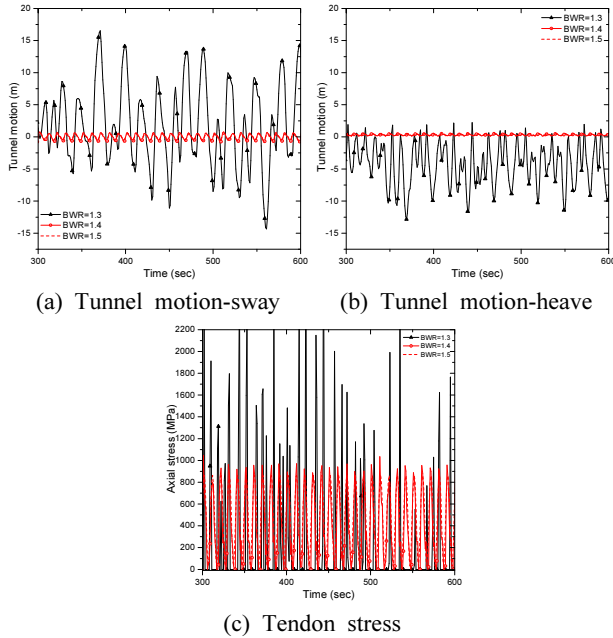 Tunnel motion (m)
15
10
5
0
-5
-10
-15
BWR=1.3
BWR=1.4
BWR=1.5
300 400 500 600
Time (sec)
(a) Tunnel motion-sway
Tunnel motion (m)
15
10
5
0
-5
-10
-15
BWR=1.3
BWR=1.4
BWR=1.5
300 400 500 600
Time (sec)
(b) Tunnel motion-heave
Axial stress (MPa)
2200
2000
1800
1600
1400
1200
1000
800
600
400
200
0
BWR=1.3
BWR=1.4
BWR=1.5
300 400 500 600
Time (sec)
(c) Tendon stress